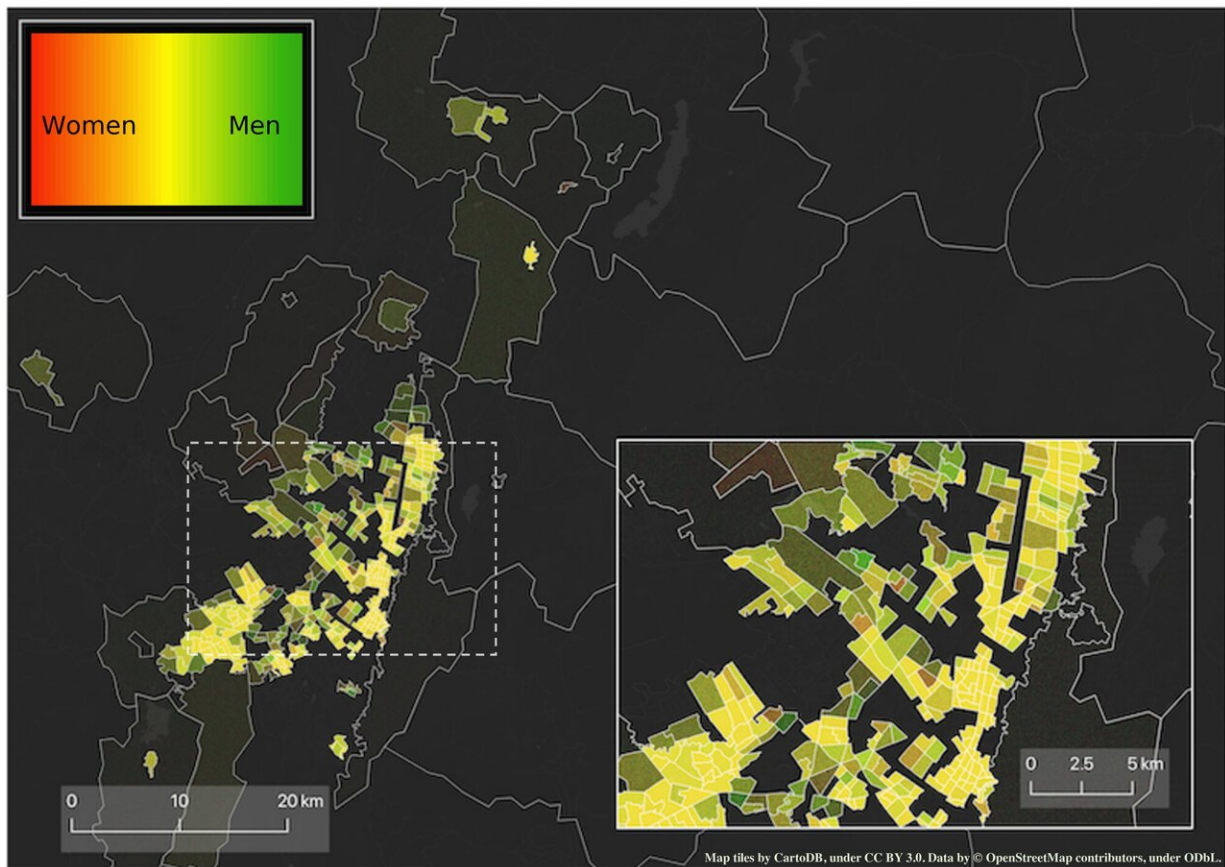 Women Men
0 10 20 km
0 2.5 5 km
Map tiles by CartoDB, under CC BY 3.0. Data by © OpenStreetMap contributors, under ODbL.